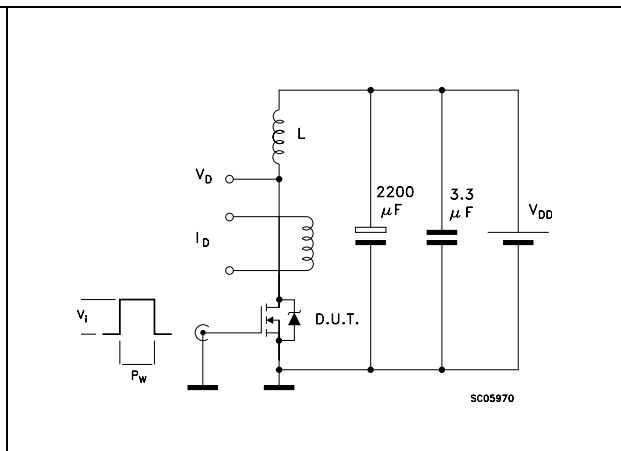 L
V_D
2200
μF
3.3
μF
V_DD
I_D
D.U.T.
V_i
P_W
SC05970